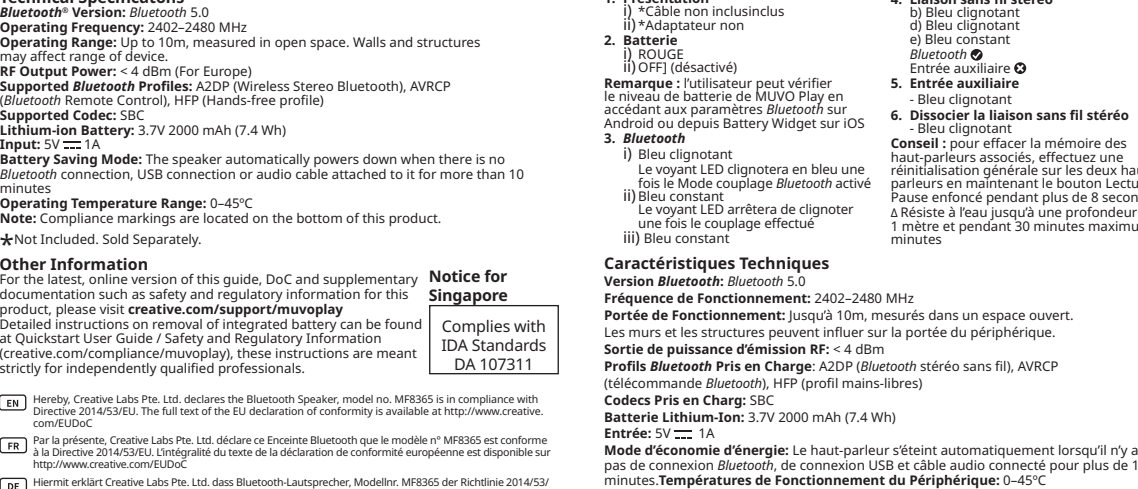 Technical Specifications
Bluetooth® Version: Bluetooth 5.0
Operating Frequency: 2402–2480 MHz
Operating Range: Up to 10m, measured in open space. Walls and structures
may affect range of device.
RF Output Power: < 4 dBm (For Europe)
Supported Bluetooth Profiles: A2DP (Wireless Stereo Bluetooth), AVRCP
(Bluetooth Remote Control), HFP (Hands-free profile)
Supported Codec: SBC
Lithium-ion Battery: 3.7V 2000 mAh (7.4 Wh)
Input: 5V ⎓ 1A
Battery Saving Mode: The speaker automatically powers down when there is no
Bluetooth connection, USB connection or audio cable attached to it for more than 10
minutes
Operating Temperature Range: 0–45ºC
Note: Compliance markings are located on the bottom of this product.
*Not Included. Sold Separately.
Other Information
For the latest, online version of this guide, DoC and supplementary
documentation such as safety and regulatory information for this
product, please visit creative.com/support/muvoplay
Detailed instructions on removal of integrated battery can be found
at Quickstart User Guide / Safety and Regulatory Information
(creative.com/compliance/muvoplay), these instructions are meant
strictly for independently qualified professionals.
Notice for
Singapore
Complies with
IDA Standards
DA 107311
EN Hereby, Creative Labs Pte. Ltd. declares the Bluetooth Speaker, model no. MF8365 is in compliance with
Directive 2014/53/EU. The full text of the EU declaration of conformity is available at http://www.creative.
com/EUDoC
FR Par la présente, Creative Labs Pte. Ltd. déclare ce Enceinte Bluetooth que le modèle n° MF8365 est conforme
à la Directive 2014/53/EU. L’intégralité du texte de la déclaration de conformité européenne est disponible sur
http://www.creative.com/EUDoC
DE Hiermit erklärt Creative Labs Pte. Ltd. dass Bluetooth-Lautsprecher, Modellnr. MF8365 der Richtlinie 2014/53/
1. Présentation
i) *Câble non inclusinclus
ii) *Adaptateur non
2. Batterie
i) ROUGE
ii) OFF] (désactivé)
Remarque : l’utilisateur peut vérifier
le niveau de batterie de MUVO Play en
accédant aux paramètres Bluetooth sur
Android ou depuis Battery Widget sur iOS
3. Bluetooth
i) Bleu clignotant
Le voyant LED clignotera en bleu une
fois le Mode couplage Bluetooth activé
ii) Bleu constant
Le voyant LED arrêtera de clignoter
une fois le couplage effectué
iii) Bleu constant
4. Liaison sans fil stéréo
b) Bleu clignotant
d) Bleu clignotant
e) Bleu constant
Bluetooth
Entrée auxiliaire
5. Entrée auxiliaire
- Bleu clignotant
6. Dissocier la liaison sans fil stéréo
- Bleu clignotant
Conseil : pour effacer la mémoire des
haut-parleurs associés, effectuez une
réinitialisation générale sur les deux hau
parleurs en maintenant le bouton Lectu
Pause enfoncé pendant plus de 8 secon
∆ Résiste à l’eau jusqu’à une profondeur
1 mètre et pendant 30 minutes maximu
minutes
Caractéristiques Techniques
Version Bluetooth: Bluetooth 5.0
Fréquence de Fonctionnement: 2402–2480 MHz
Portée de Fonctionnement: Jusqu’à 10m, mesurés dans un espace ouvert.
Les murs et les structures peuvent influer sur la portée du périphérique.
Sortie de puissance d’émission RF: < 4 dBm
Profils Bluetooth Pris en Charge: A2DP (Bluetooth stéréo sans fil), AVRCP
(télécommande Bluetooth), HFP (profil mains-libres)
Codecs Pris en Charg: SBC
Batterie Lithium-Ion: 3.7V 2000 mAh (7.4 Wh)
Entrée: 5V ⎓ 1A
Mode d’économie d’énergie: Le haut-parleur s’éteint automatiquement lorsqu’il n’y a
pas de connexion Bluetooth, de connexion USB et câble audio connecté pour plus de 1
minutes.Températures de Fonctionnement du Périphérique: 0–45ºC